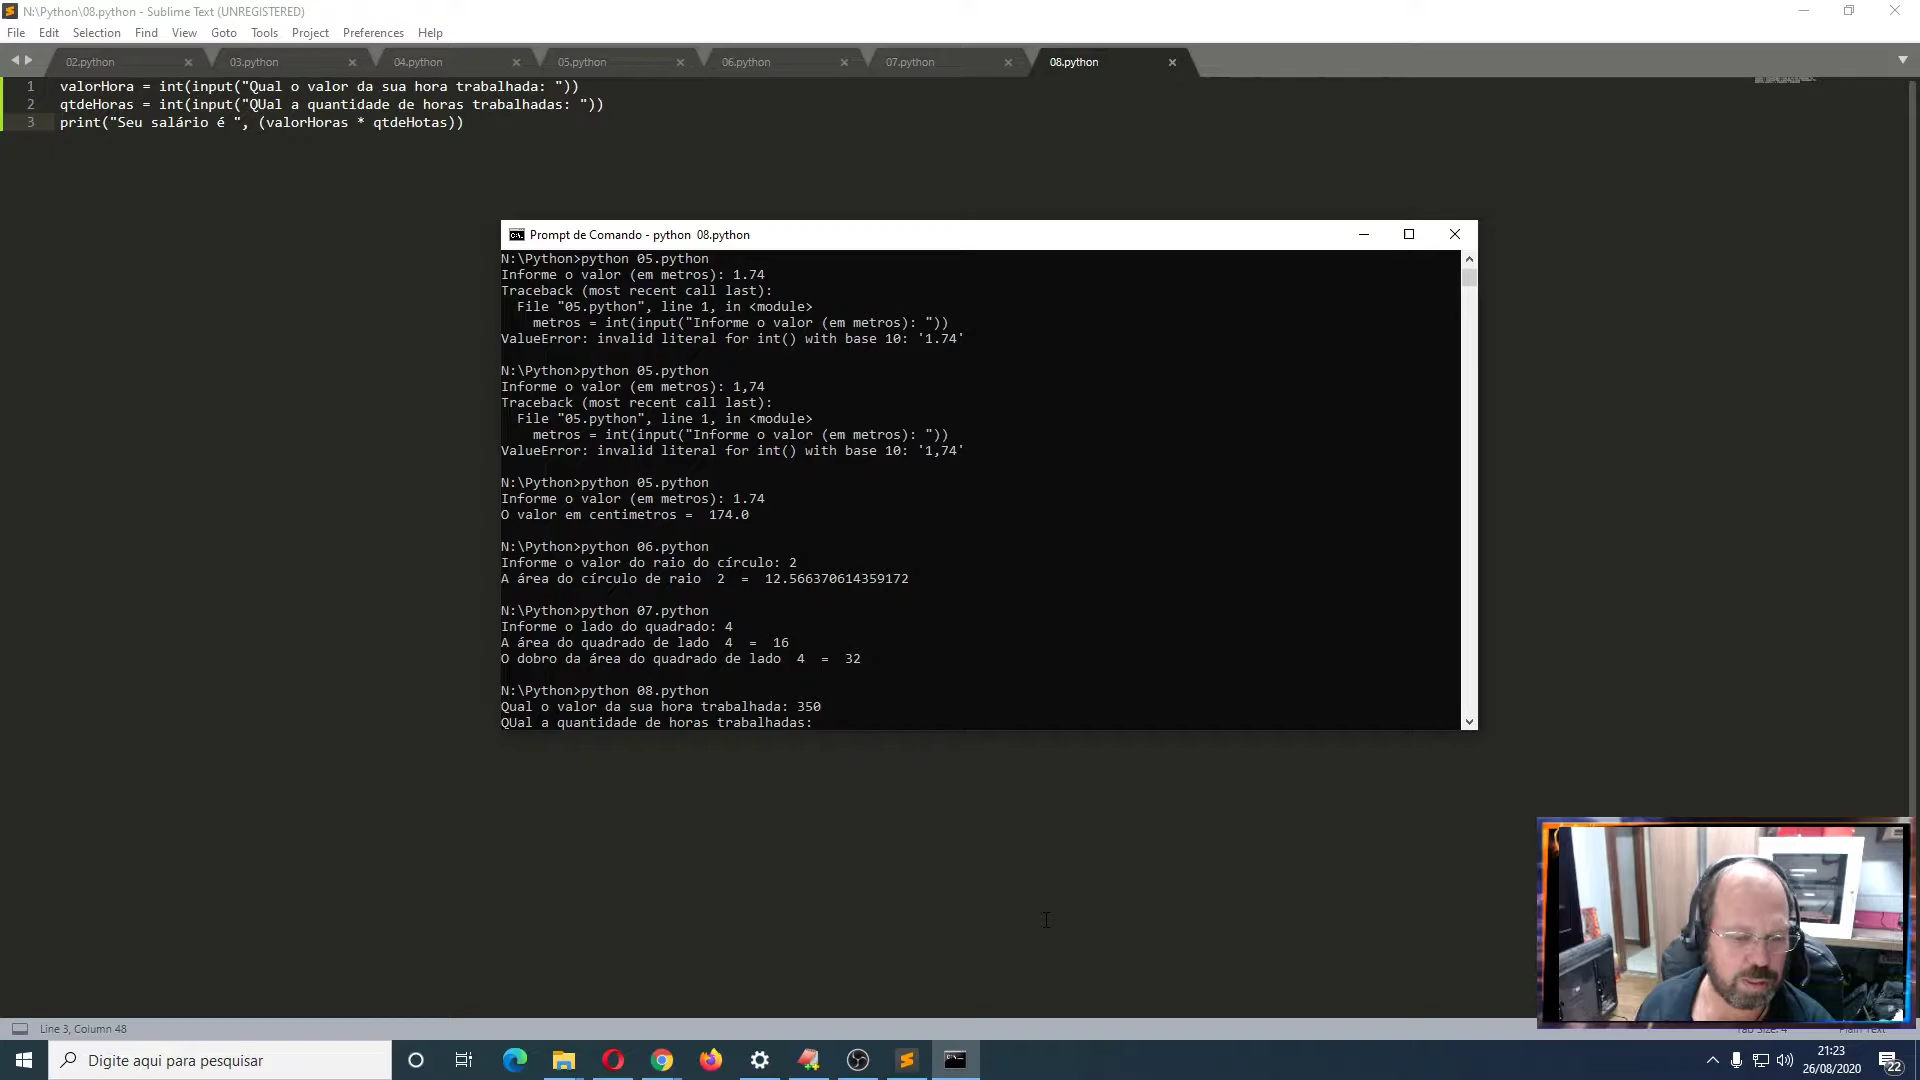 N:\Python\08.python - Sublime Text (UNREGISTERED)
File Edit Selection Find View Goto Tools Project Preferences Help
02.python 03.python 04.python 05.python 06.python 07.python 08.python
1 valorHora = int(input("Qual o valor da sua hora trabalhada: "))
2 qtdeHoras = int(input("QUal a quantidade de horas trabalhadas: "))
3 print("Seu salário é ", (valorHoras * qtdeHotas))
Prompt de Comando - python 08.python
N:\Python>python 05.python
Informe o valor (em metros): 1.74
Traceback (most recent call last):
File "05.python", line 1, in <module>
metros = int(input("Informe o valor (em metros): "))
ValueError: invalid literal for int() with base 10: '1.74'
N:\Python>python 05.python
Informe o valor (em metros): 1,74
Traceback (most recent call last):
File "05.python", line 1, in <module>
metros = int(input("Informe o valor (em metros): "))
ValueError: invalid literal for int() with base 10: '1,74'
N:\Python>python 05.python
Informe o valor (em metros): 1.74
O valor em centimetros =  174.0
N:\Python>python 06.python
Informe o valor do raio do círculo: 2
A área do círculo de raio  2  =  12.566370614359172
N:\Python>python 07.python
Informe o lado do quadrado: 4
A área do quadrado de lado  4  =  16
O dobro da área do quadrado de lado  4  =  32
N:\Python>python 08.python
Qual o valor da sua hora trabalhada: 350
QUal a quantidade de horas trabalhadas:
Line 3, Column 48
Tab Size: 4 Plain Text
Digite aqui para pesquisar
21:23
26/08/2020
22